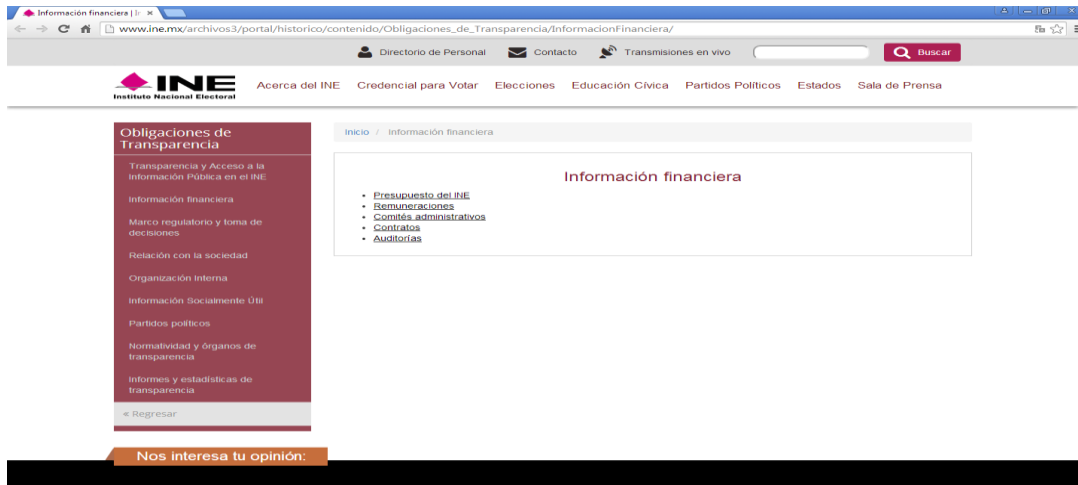 Información financiera | In
www.ine.mx/archivos3/portal/historico/contenido/Obligaciones_de_Transparencia/InformacionFinanciera/
Directorio de Personal
Contacto
Transmisiones en vivo
Buscar
INE
Instituto Nacional Electoral
Acerca del INE
Credencial para Votar
Elecciones
Educación Cívica
Partidos Políticos
Estados
Sala de Prensa
Obligaciones de
Transparencia
Transparencia y Acceso a la
Información Pública en el INE
Información financiera
Marco regulatorio y toma de
decisiones
Relación con la sociedad
Organización Interna
Información Socialmente Útil
Partidos políticos
Normatividad y órganos de
transparencia
Informes y estadísticas de
transparencia
« Regresar
Inicio / Información financiera
Información financiera
• Presupuesto del INE
• Remuneraciones
• Comités administrativos
• Contratos
• Auditorías
Nos interesa tu opinión: